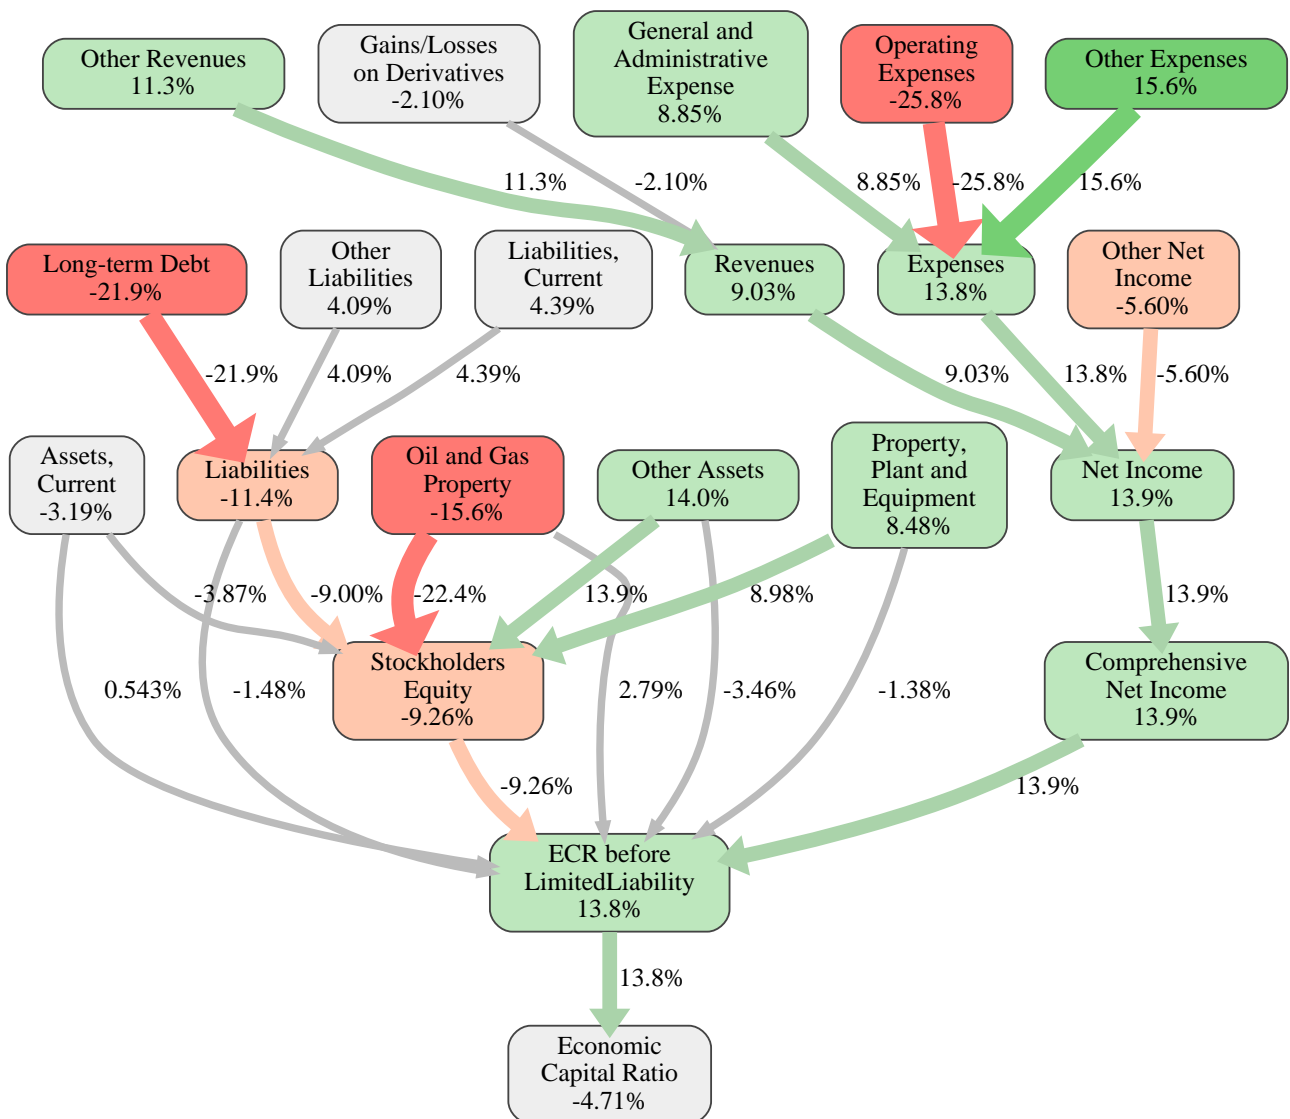 Other Revenues
11.3%
Gains/Losses
on Derivatives
-2.10%
General and
Administrative
Expense
8.85%
Operating
Expenses
-25.8%
Other Expenses
15.6%
11.3%
-2.10%
8.85%
-25.8%
15.6%
Long-term Debt
-21.9%
Other
Liabilities
4.09%
Liabilities,
Current
4.39%
Revenues
9.03%
Expenses
13.8%
Other Net
Income
-5.60%
-21.9%
4.09%
4.39%
9.03%
13.8%
-5.60%
Assets,
Current
-3.19%
Liabilities
-11.4%
Oil and Gas
Property
-15.6%
Other Assets
14.0%
Property,
Plant and
Equipment
8.48%
Net Income
13.9%
-3.87%
-9.00%
-22.4%
13.9%
8.98%
13.9%
0.543%
-1.48%
Stockholders
Equity
-9.26%
2.79%
-3.46%
-1.38%
Comprehensive
Net Income
13.9%
-9.26%
13.9%
ECR before
LimitedLiability
13.8%
13.8%
Economic
Capital Ratio
-4.71%